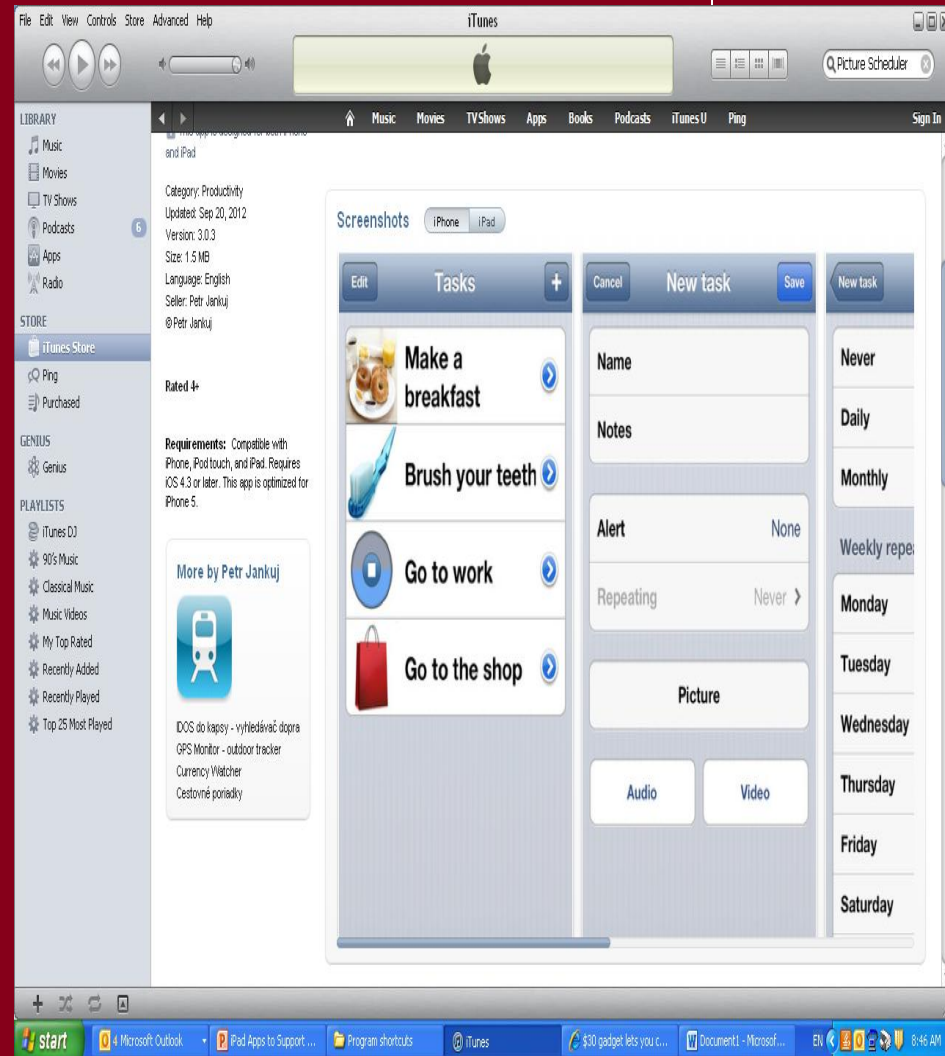 File Edit View Controls Store Advanced Help
iTunes
Picture Scheduler
Music Movies TV Shows Apps Books Podcasts iTunes U Ping Sign In
LIBRARY
Music
Movies
TV Shows
Podcasts 6
Apps
Radio
STORE
iTunes Store
Ping
Purchased
GENIUS
Genius
PLAYLISTS
iTunes DJ
90's Music
Classical Music
Music Videos
My Top Rated
Recently Added
Recently Played
Top 25 Most Played
This app is designed for both iPhone
and iPad
Category: Productivity
Updated: Sep 20, 2012
Version: 3.0.3
Size: 1.5 MB
Language: English
Seller: Petr Jankuj
© Petr Jankuj
Rated 4+
Requirements: Compatible with
iPhone, iPod touch, and iPad. Requires
iOS 4.3 or later. This app is optimized for
iPhone 5.
More by Petr Jankuj
IDOS do kapsy - vyhledávač dopra
GPS Monitor - outdoor tracker
Currency Watcher
Cestovné poriadky
Screenshots iPhone iPad
Edit Tasks +
Make a
breakfast
Brush your teeth
Go to work
Go to the shop
Cancel New task Save
Name
Notes
Alert None
Repeating Never
Picture
Audio Video
New task
Never
Daily
Monthly
Weekly repe
Monday
Tuesday
Wednesday
Thursday
Friday
Saturday
start 4 Microsoft Outlook iPad Apps to Support ... Program shortcuts iTunes $30 gadget lets you c... Document1 - Microsof... EN 8:46 AM